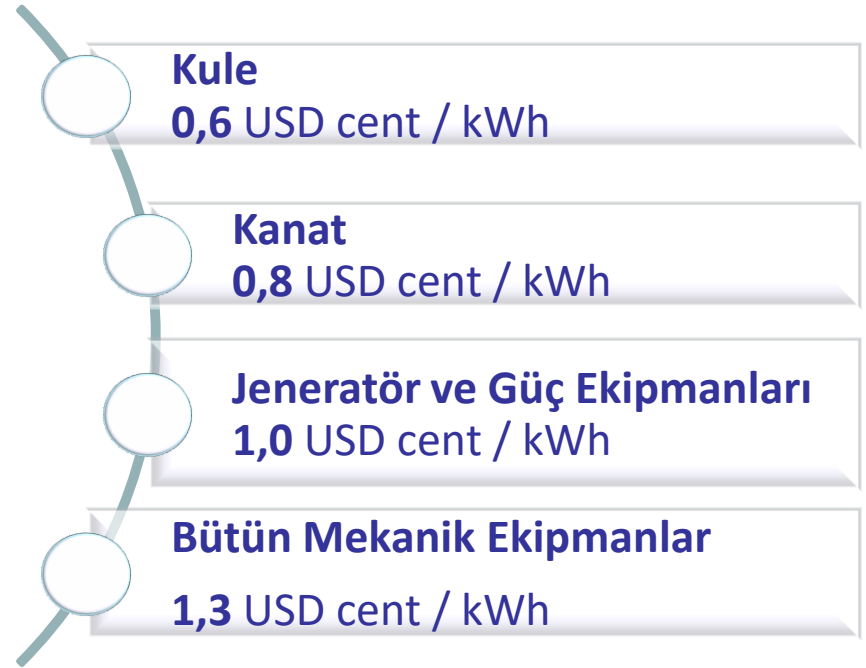 Kule
0,6 USD cent / kWh
Kanat
0,8 USD cent / kWh
Jeneratör ve Güç Ekipmanları
1,0 USD cent / kWh
Bütün Mekanik Ekipmanlar
1,3 USD cent / kWh